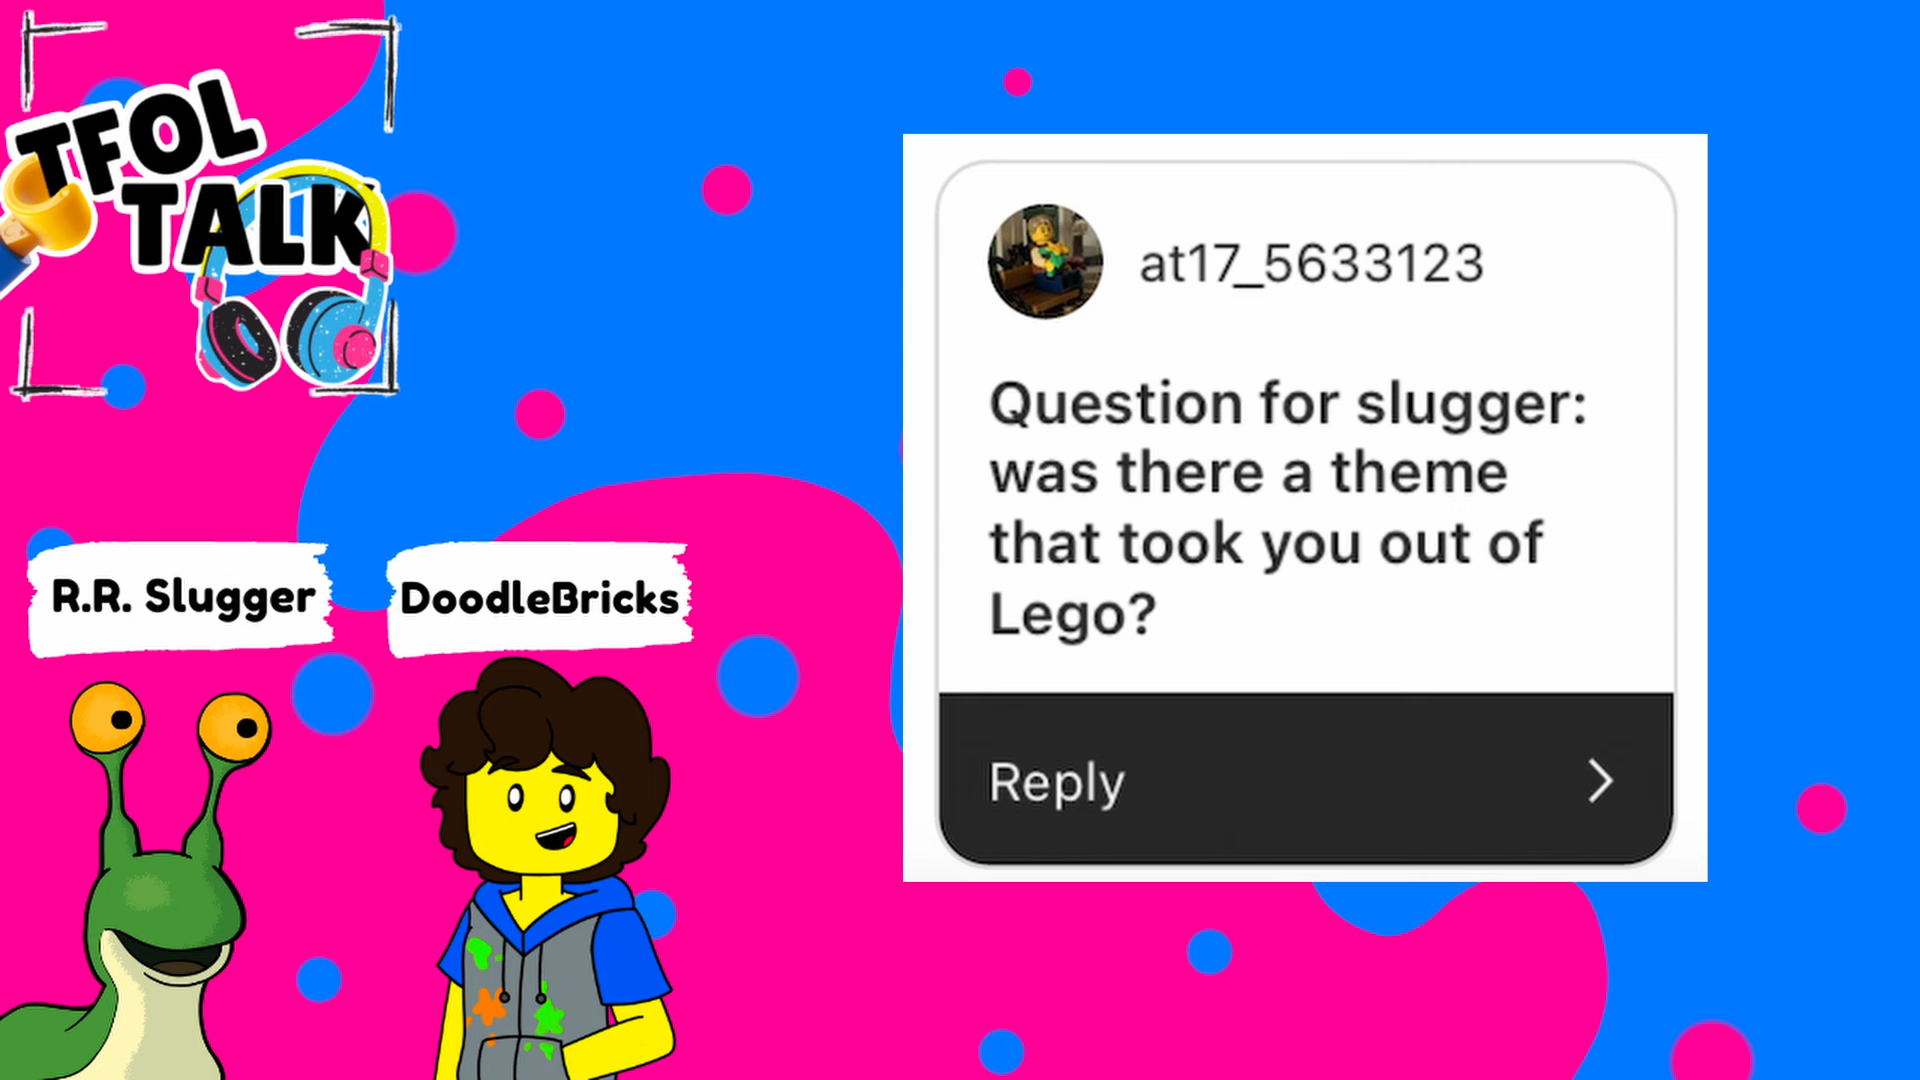 TFOL
TALK
R.R. Slugger
DoodleBricks
at17_5633123
Question for slugger:
was there a theme
that took you out of
Lego?
Reply